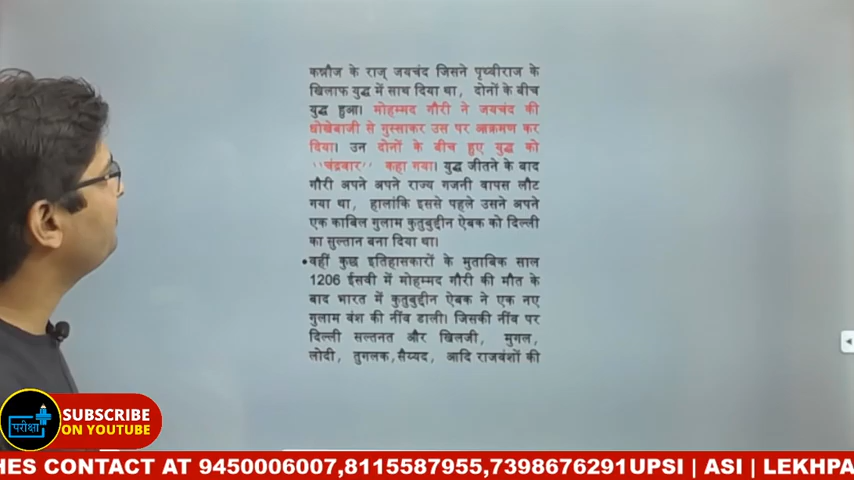 कन्नौज के राज् जयचंद जिसने पृथ्वीराज के
खिलाफ युद्ध में साथ दिया था, दोनों के बीच
युद्ध हुआ। मोहम्मद गौरी ने जयचंद की
धोखेबाजी से गुस्साकर उस पर आक्रमण कर
दिया। उन दोनों के बीच हुए युद्ध को
''चंद्रवार'' कहा गया। युद्ध जीतने के बाद
गौरी अपने अपने राज्य गजनी वापस लौट
गया था, हालांकि इससे पहले उसने अपने
एक काबिल गुलाम कुतुबुद्दीन ऐबक को दिल्ली
का सुल्तान बना दिया था।
•वहीं कुछ इतिहासकारों के मुताबिक साल
1206 ईसवी में मोहम्मद गौरी की मौत के
बाद भारत में कुतुबुद्दीन ऐबक ने एक नए
गुलाम वंश की नींव डाली। जिसकी नींव पर
दिल्ली सल्तनत और खिलजी, मुगल,
लोदी, तुगलक,सैय्यद, आदि राजवंशों की
परीक्षा
SUBSCRIBE
ON YOUTUBE
HES CONTACT AT 9450006007,8115587955,7398676291UPSI | ASI | LEKHPA